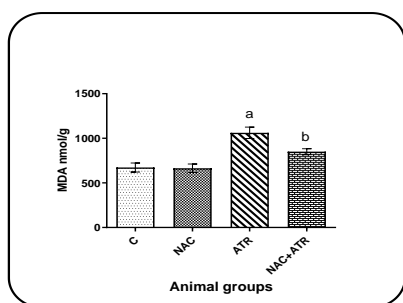 1500
1000
500
0
MDA nmol/g
a
b
C
NAC
ATR
NAC+ATR
Animal groups